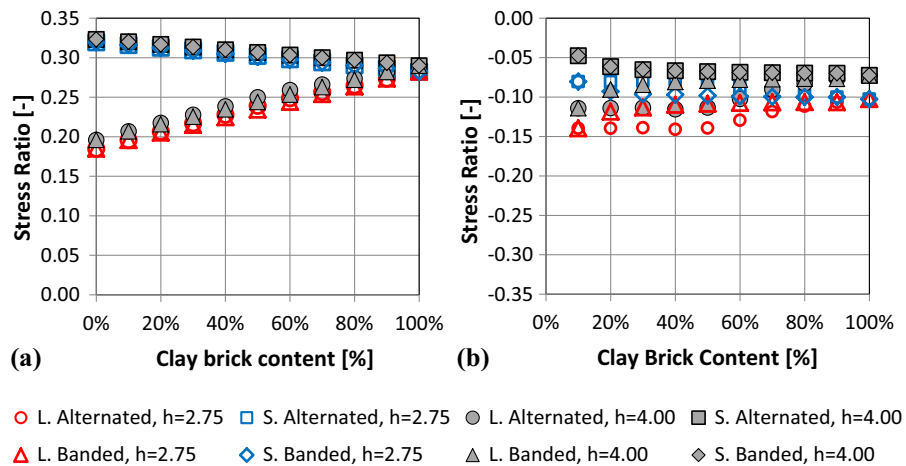 0.35
0.30
0.25
0.20
0.15
0.10
0.05
0.00
Stress Ratio [-]
0% 20% 40% 60% 80% 100%
(a)
Clay brick content [%]
-0.00
-0.05
-0.10
-0.15
-0.20
-0.25
-0.30
-0.35
Stress Ratio [-]
0% 20% 40% 60% 80% 100%
(b)
Clay Brick Content [%]
L. Alternated, h=2.75 S. Alternated, h=2.75 L. Alternated, h=4.00 S. Alternated, h=4.00
L. Banded, h=2.75 S. Banded, h=2.75 L. Banded, h=4.00 S. Banded, h=4.00